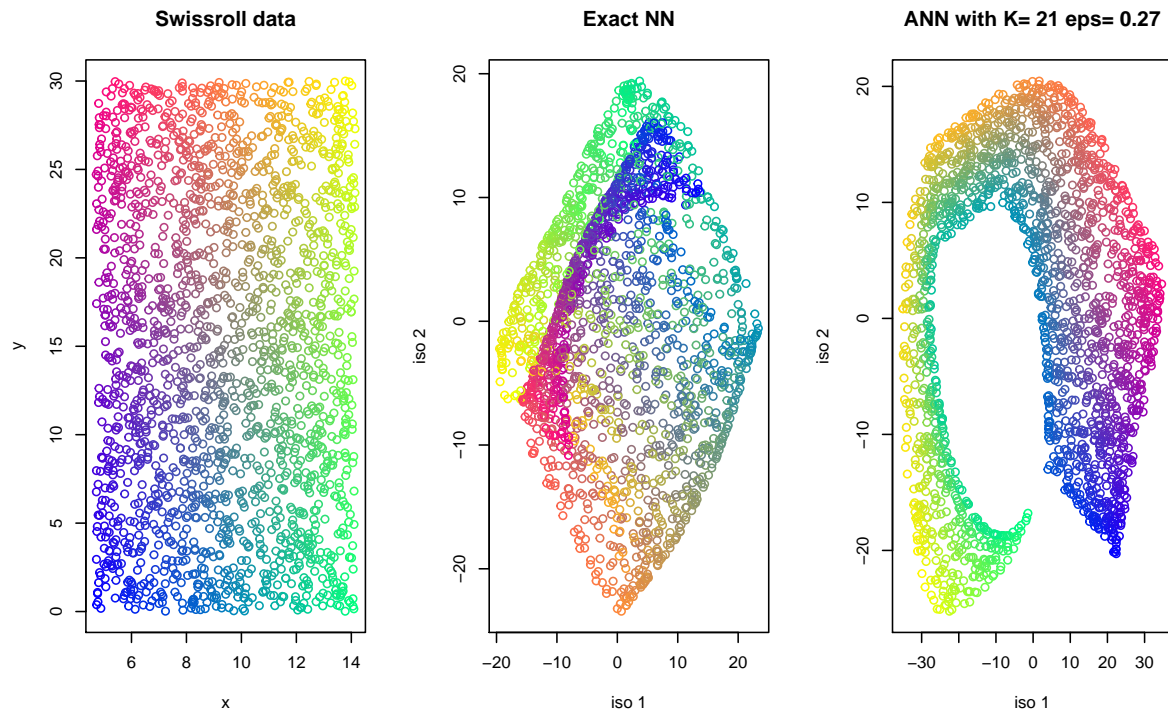 Swissroll data
30
25
20
15
10
5
0
y
6 8 10 12 14
x
Exact NN
20
10
0
−10
−20
iso 2
−20 −10 0 10 20
iso 1
ANN with K= 21 eps= 0.27
20
10
0
−10
−20
iso 2
−30 −10 0 10 20 30
iso 1